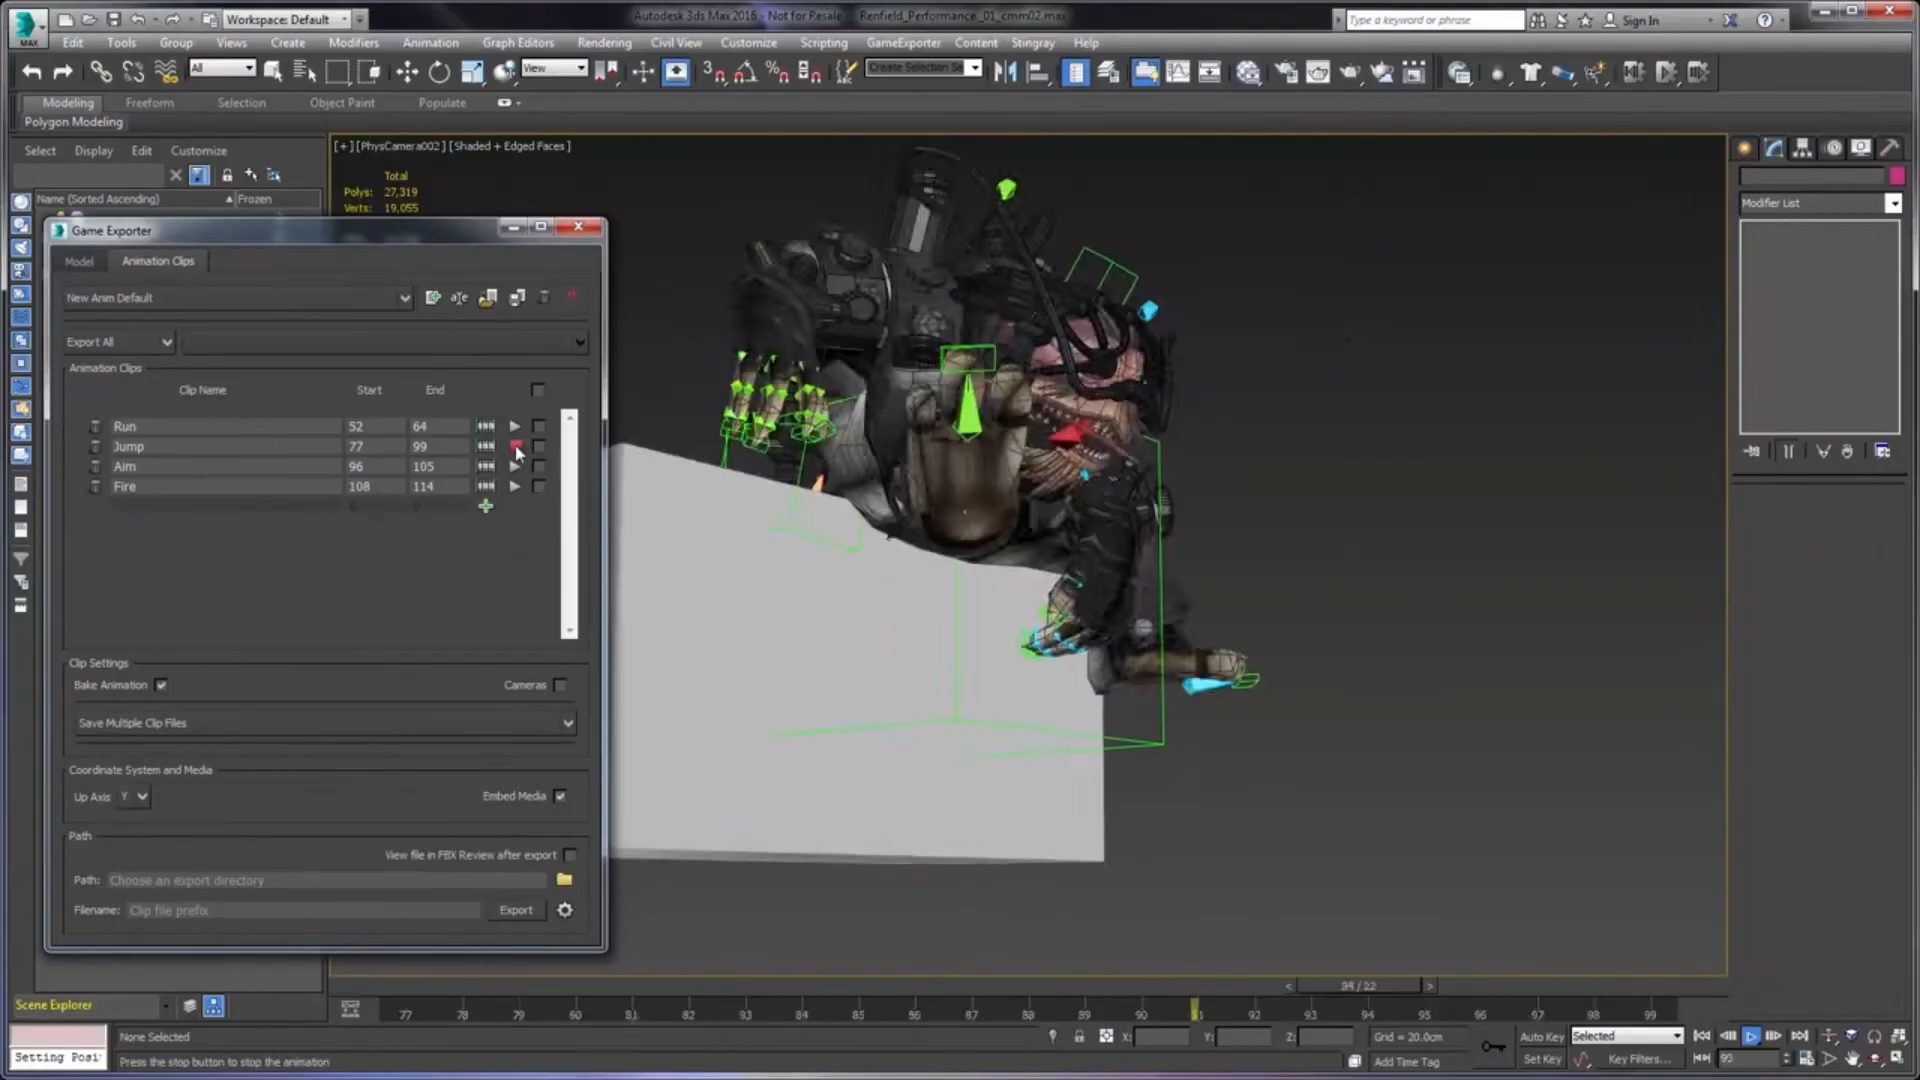 Workspace: Default
Autodesk 3ds Max 2016 - Not for Resale
Renfield_Performance_01_cmm02.max
Type a keyword or phrase
Sign In
MAX
Edit Tools Group Views Create Modifiers Animation Graph Editors Rendering Civil View Customize Scripting GameExporter Content Stingray Help
All
View
Create Selection Se
Modeling Freeform Selection Object Paint Populate
Polygon Modeling
Select Display Edit Customize
Name (Sorted Ascending) Frozen
[+] [PhysCamera002] [Shaded + Edged Faces]
Total
Polys: 27,319
Verts: 19,055
Modifier List
Game Exporter
Model Animation Clips
New Anim Default
Export All
Animation Clips
Clip Name Start End
Run 52 64
Jump 77 99
Aim 96 105
Fire 108 114
Clip Settings
Bake Animation Cameras
Save Multiple Clip Files
Coordinate System and Media
Up Axis Y Embed Media
Path
View file in FBX Review after export
Path: Choose an export directory
Filename: Clip file prefix Export
Scene Explorer
77 78 79 80 81 82 83 84 85 86 87 88 89 90 92 93 94 95 96 97 98 99
None Selected
X: Y: Z: Grid = 20.0cm Auto Key Selected
Setting Posi
Press the stop button to stop the animation
Add Time Tag Set Key Key Filters...